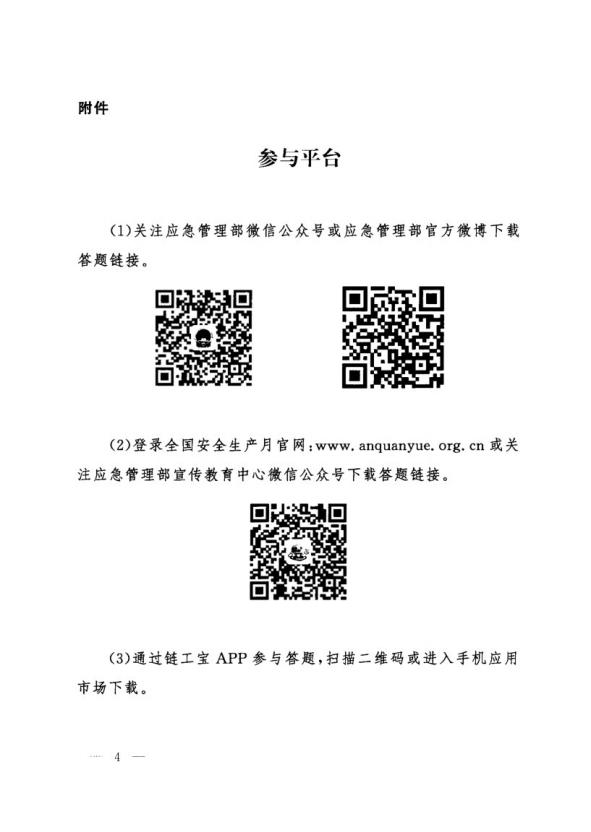 附件
参与平台
(1)关注应急管理部微信公众号或应急管理部官方微博下载
答题链接。
(2)登录全国安全生产月官网:www.anquanyue.org.cn或关
注应急管理部宣传教育中心微信公众号下载答题链接。
(3)通过链工宝APP参与答题,扫描二维码或进入手机应用
市场下载。
— 4 —